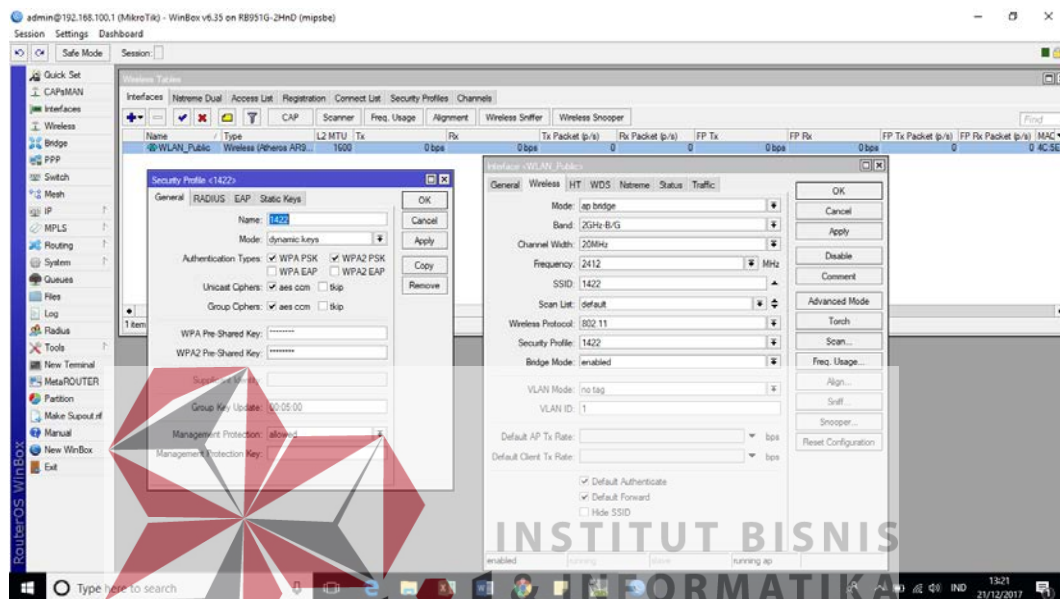 admin@192.168.100.1 (MikroTik) - WinBox v6.35 on RB951G-2HnD (mipsbe)
Session Settings Dashboard
Safe Mode Session:
Quick Set
CAPsMAN
Interfaces
Wireless
Bridge
PPP
Switch
Mesh
IP
MPLS
Routing
System
Queues
Files
Log
Radius
Tools
New Terminal
MetaROUTER
Partition
Make Supout.rif
Manual
New WinBox
Exit
RouterOS WinBox
Wireless Tables
Interfaces Nstreme Dual Access List Registration Connect List Security Profiles Channels
CAP Scanner Freq. Usage Alignment Wireless Sniffer Wireless Snooper
Find
Name Type L2 MTU Tx Rx Tx Packet (p/s) Rx Packet (p/s) FP Tx FP Rx FP Tx Packet (p/s) FP Rx Packet (p/s) MAC
WLAN_Public Wireless (Atheros AR9... 1600 0 bps 0 bps 0 0 0 bps 0 bps 0 0 4C:5E
1 item
Security Profile <1422>
General RADIUS EAP Static Keys
Name: 1422
Mode: dynamic keys
Authentication Types: WPA PSK WPA2 PSK
WPA EAP WPA2 EAP
Unicast Ciphers: aes ccm tkip
Group Ciphers: aes ccm tkip
WPA Pre-Shared Key: ********
WPA2 Pre-Shared Key: ********
Supplicant Identity:
Group Key Update: 00:05:00
Management Protection: allowed
Management Protection Key:
OK
Cancel
Apply
Copy
Remove
Interface <WLAN_Public>
General Wireless HT WDS Nstreme Status Traffic
Mode: ap bridge
Band: 2GHz-B/G
Channel Width: 20MHz
Frequency: 2412 MHz
SSID: 1422
Scan List: default
Wireless Protocol: 802.11
Security Profile: 1422
Bridge Mode: enabled
VLAN Mode: no tag
VLAN ID: 1
Default AP Tx Rate: bps
Default Client Tx Rate: bps
Default Authenticate
Default Forward
Hide SSID
enabled running slave running ap
OK
Cancel
Apply
Disable
Comment
Advanced Mode
Torch
Scan...
Freq. Usage...
Align...
Sniff...
Snooper...
Reset Configuration
INSTITUT BISNIS
& INFORMATIKA
Type here to search
IND
13:21
21/12/2017